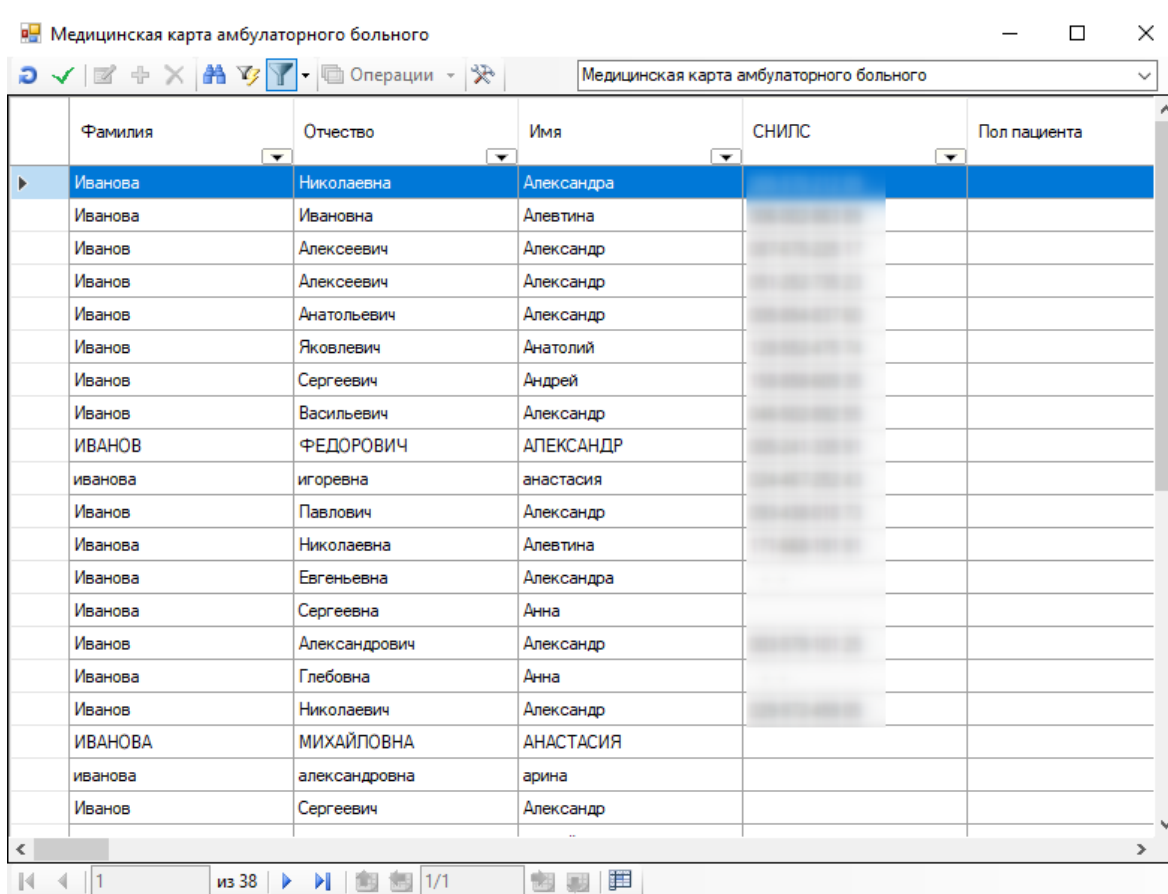 Медицинская карта амбулаторного больного
Операции Медицинская карта амбулаторного больного
Фамилия Отчество Имя СНИЛС Пол пациента
Иванова Николаевна Александра
Иванова Ивановна Алевтина
Иванов Алексеевич Александр
Иванов Алексеевич Александр
Иванов Анатольевич Александр
Иванов Яковлевич Анатолий
Иванов Сергеевич Андрей
Иванов Васильевич Александр
ИВАНОВ ФЕДОРОВИЧ АЛЕКСАНДР
иванова игоревна анастасия
Иванов Павлович Александр
Иванова Николаевна Алевтина
Иванова Евгеньевна Александра
Иванова Сергеевна Анна
Иванов Александрович Александр
Иванова Глебовна Анна
Иванов Николаевич Александр
ИВАНОВА МИХАЙЛОВНА АНАСТАСИЯ
иванова александровна арина
Иванов Сергеевич Александр
1 из 38 1/1